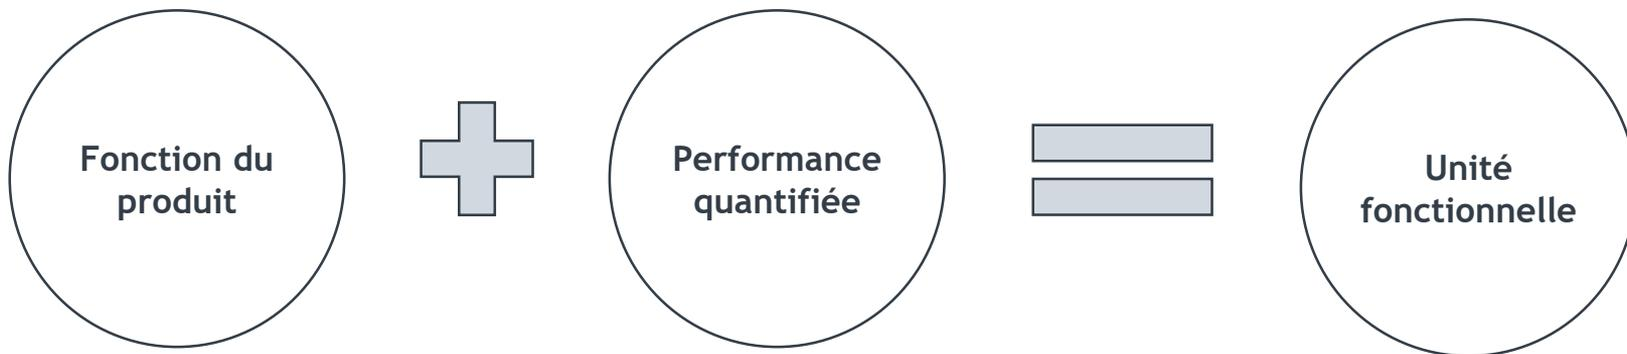 Fonction du
produit
Performance
quantifiée
Unité
fonctionnelle